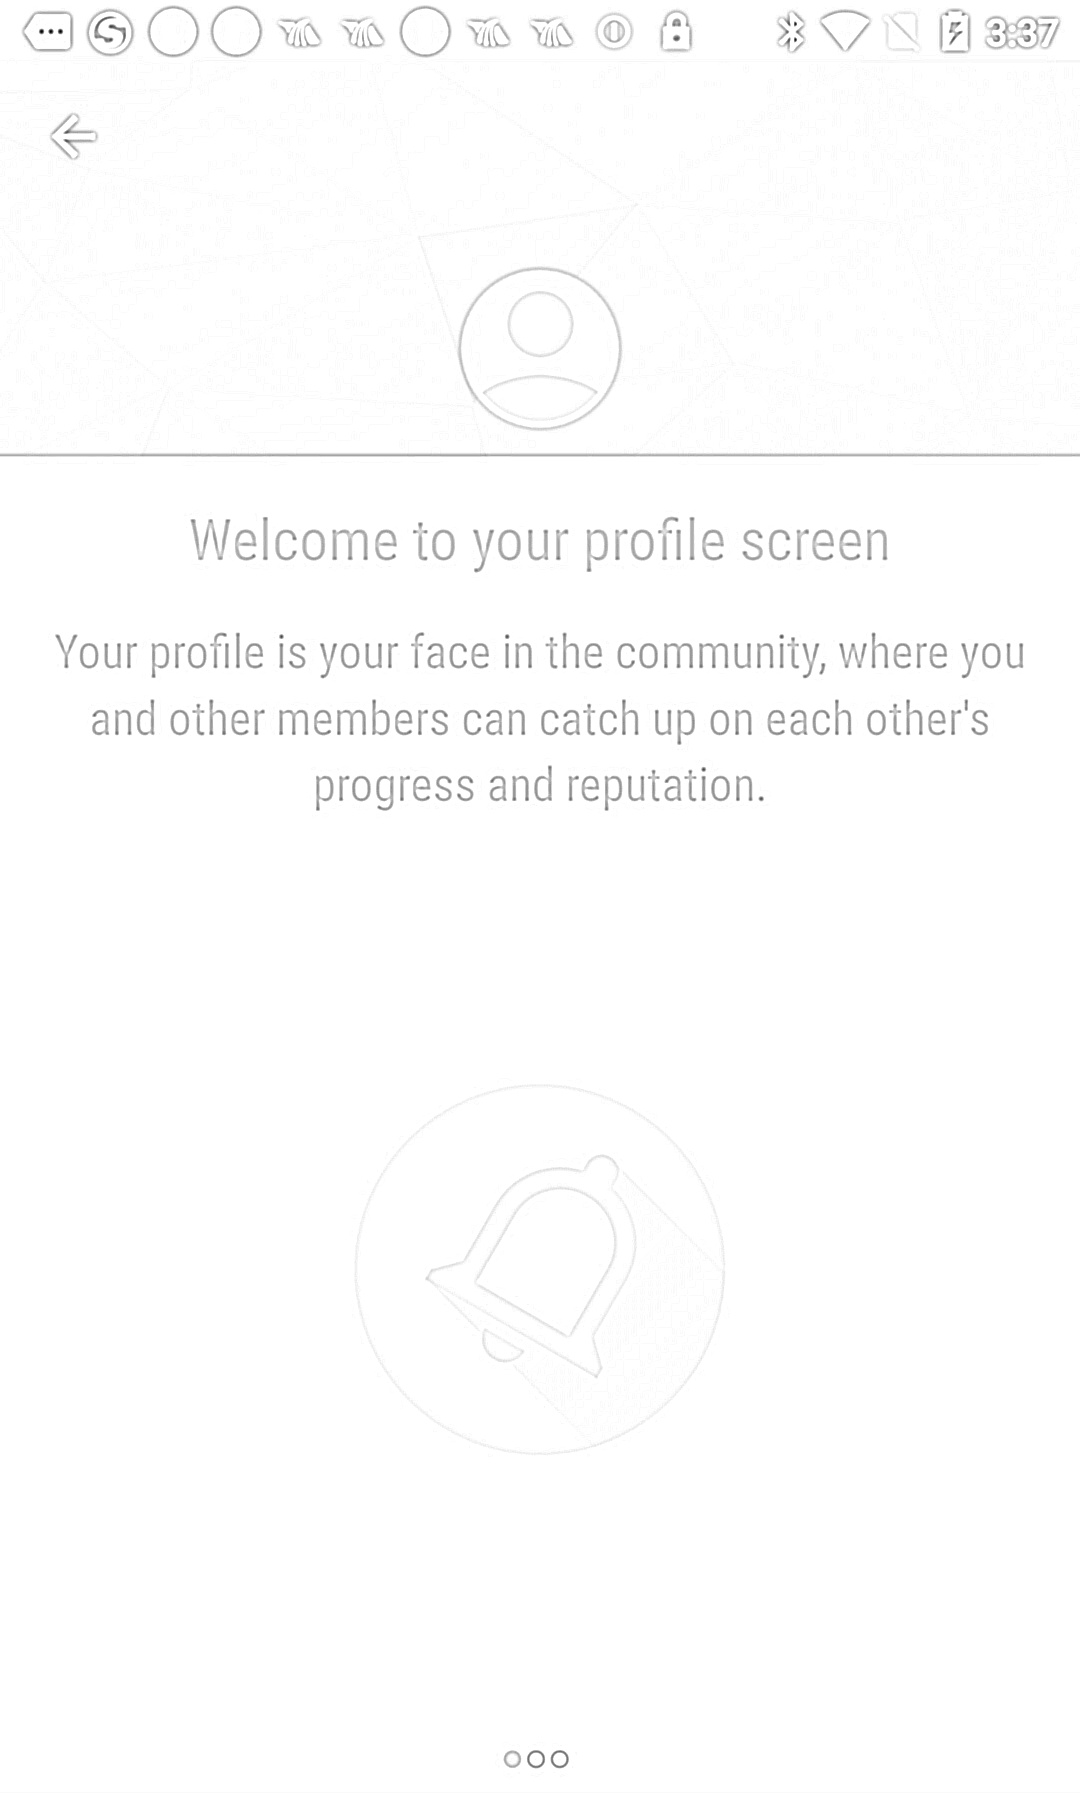 3:37
Welcome to your profile screen
Your profile is your face in the community, where you
and other members can catch up on each other's
progress and reputation.